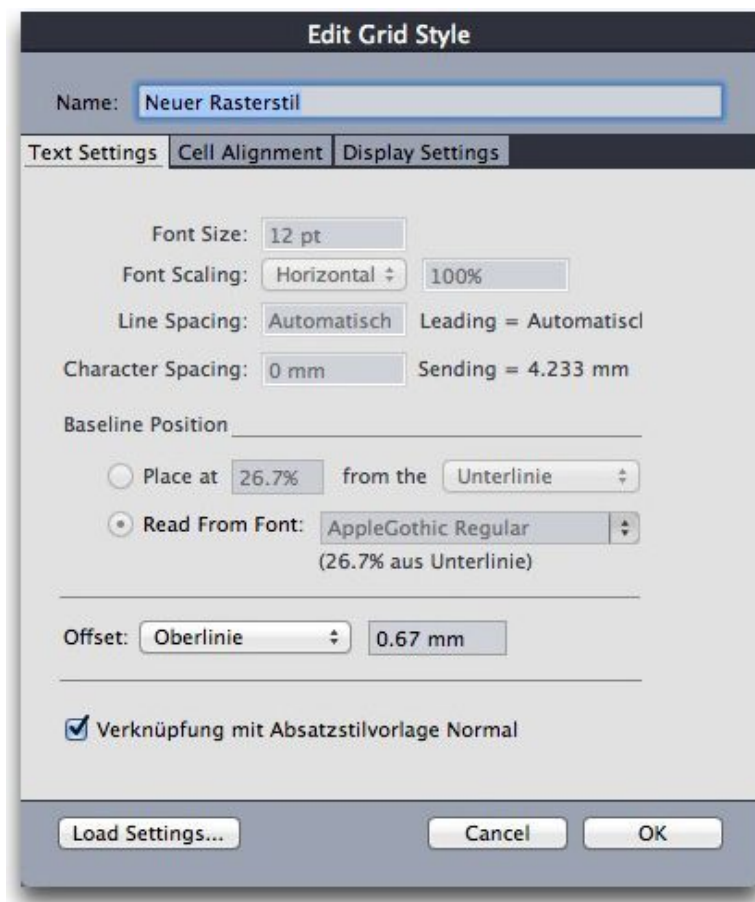 Edit Grid Style
Name: Neuer Rasterstil
Text Settings Cell Alignment Display Settings
Font Size: 12 pt
Font Scaling: Horizontal 100%
Line Spacing: Automatisch Leading = Automatiscl
Character Spacing: 0 mm Sending = 4.233 mm
Baseline Position
Place at 26.7% from the Unterlinie
Read From Font: AppleGothic Regular
(26.7% aus Unterlinie)
Offset: Oberlinie 0.67 mm
Verknüpfung mit Absatzstilvorlage Normal
Load Settings... Cancel OK